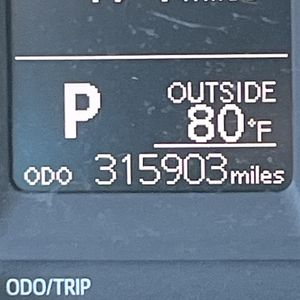 P
OUTSIDE
80°F
ODO 315903 miles
ODO/TRIP